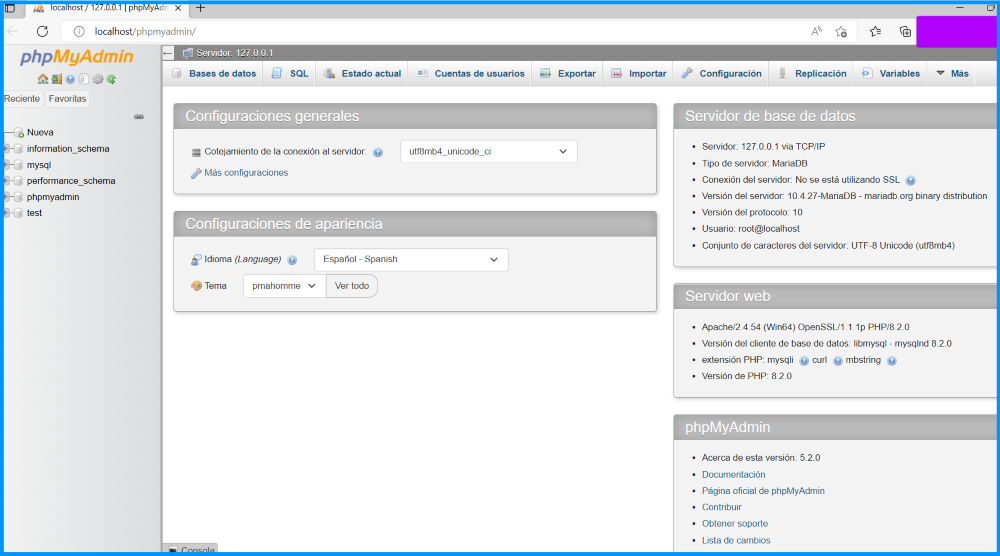 localhost / 127.0.0.1 | phpMyAdm
localhost/phpmyadmin/
phpMyAdmin
Reciente Favoritas
Nueva
information_schema
mysql
performance_schema
phpmyadmin
test
Servidor: 127.0.0.1
Bases de datos SQL Estado actual Cuentas de usuarios Exportar Importar Configuración Replicación Variables Más
Configuraciones generales
Cotejamiento de la conexión al servidor: utf8mb4_unicode_ci
Más configuraciones
Configuraciones de apariencia
Idioma (Language) Español - Spanish
Tema pmahomme Ver todo
Servidor de base de datos
• Servidor: 127.0.0.1 via TCP/IP
• Tipo de servidor: MariaDB
• Conexión del servidor: No se está utilizando SSL
• Versión del servidor: 10.4.27-MariaDB - mariadb.org binary distribution
• Versión del protocolo: 10
• Usuario: root@localhost
• Conjunto de caracteres del servidor: UTF-8 Unicode (utf8mb4)
Servidor web
• Apache/2.4.54 (Win64) OpenSSL/1.1.1p PHP/8.2.0
• Versión del cliente de base de datos: libmysql - mysqlnd 8.2.0
• extensión PHP: mysqli curl mbstring
• Versión de PHP: 8.2.0
phpMyAdmin
• Acerca de esta versión: 5.2.0
• Documentación
• Página oficial de phpMyAdmin
• Contribuir
• Obtener soporte
• Lista de cambios
Consola